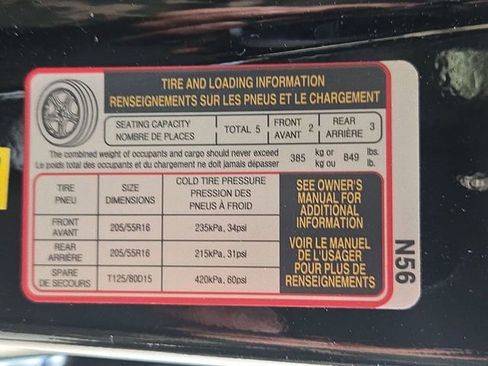 TIRE AND LOADING INFORMATION
RENSEIGNEMENTS SUR LES PNEUS ET LE CHARGEMENT
SEATING CAPACITY
NOMBRE DE PLACES
TOTAL 5
FRONT
AVANT 2
REAR
ARRIÈRE 3
The combined weight of occupants and cargo should never exceed 385 kg or 849 lbs.
Le poids total des occupants et du chargement ne doit jamais dépasser kg ou lb.
TIRE
PNEU
SIZE
DIMENSIONS
COLD TIRE PRESSURE
PRESSION DES
PNEUS À FROID
FRONT
AVANT
205/55R16
235kPa, 34psi
REAR
ARRIÈRE
205/55R16
215kPa, 31psi
SPARE
DE SECOURS
T125/80D15
420kPa, 60psi
SEE OWNER'S
MANUAL FOR
ADDITIONAL
INFORMATION
VOIR LE MANUEL
DE L'USAGER
POUR PLUS DE
RENSEIGNEMENTS
N56